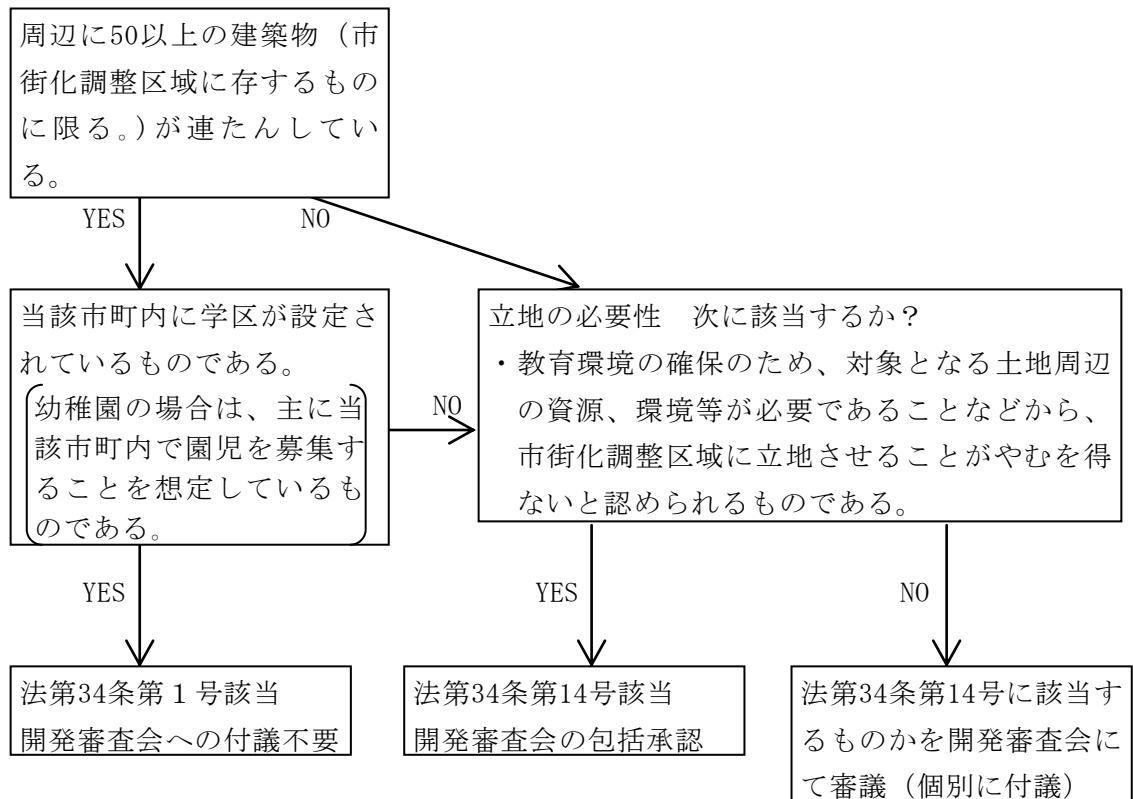 周辺に50以上の建築物（市
街化調整区域に存するもの
に限る。）が連たんしてい
る。
YES
NO
当該市町内に学区が設定さ
れているものである。
幼稚園の場合は、主に当
該市町内で園児を募集す
ることを想定しているも
のである。
NO
立地の必要性　次に該当するか？
・教育環境の確保のため、対象となる土地周辺
の資源、環境等が必要であることなどから、
市街化調整区域に立地させることがやむを得
ないと認められるものである。
YES
YES
NO
法第34条第１号該当
開発審査会への付議不要
法第34条第14号該当
開発審査会の包括承認
法第34条第14号に該当す
るものかを開発審査会に
て審議（個別に付議）